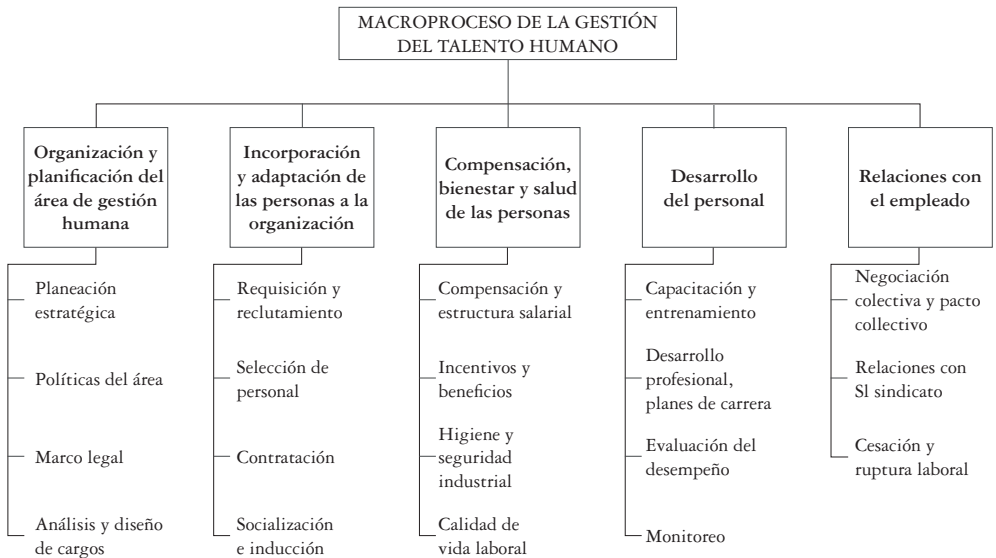 MACROPROCESO DE LA GESTIÓN
DEL TALENTO HUMANO
Organización y
planificación del
área de gestión
humana
Planeación
estratégica
Políticas del área
Marco legal
Análisis y diseño
de cargos
Incorporación
y adaptación de
las personas a la
organización
Requisición y
reclutamiento
Selección de
personal
Contratación
Socialización
e inducción
Compensación,
bienestar y salud
de las personas
Compensación y
estructura salarial
Incentivos y
beneficios
Higiene y
seguridad
industrial
Calidad de
vida laboral
Desarrollo
del personal
Capacitación y
entrenamiento
Desarrollo
profesional,
planes de carrera
Evaluación del
desempeño
Monitoreo
Relaciones con
el empleado
Negociación
colectiva y pacto
collectivo
Relaciones con
Sl sindicato
Cesación y
ruptura laboral